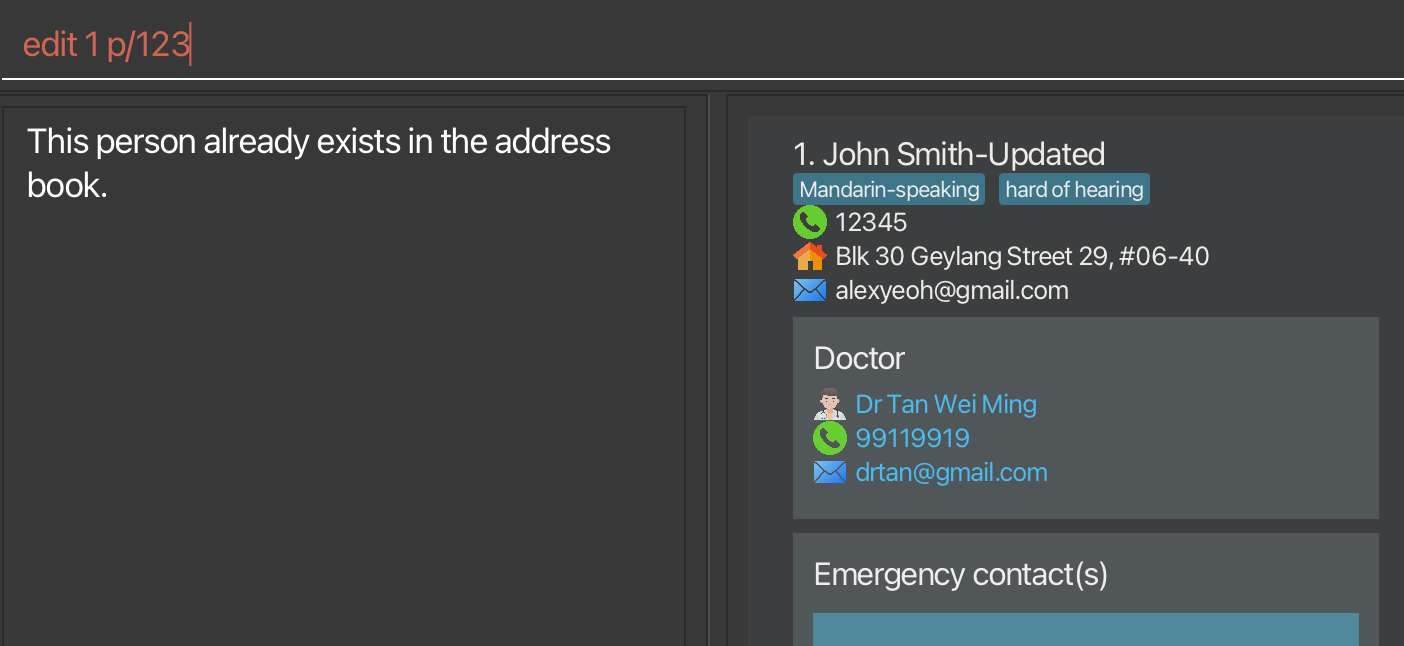 edit 1 p/123
This person already exists in the address
book.
1. John Smith-Updated
Mandarin-speaking hard of hearing
12345
Blk 30 Geylang Street 29, #06-40
alexyeoh@gmail.com
Doctor
Dr Tan Wei Ming
99119919
drtan@gmail.com
Emergency contact(s)